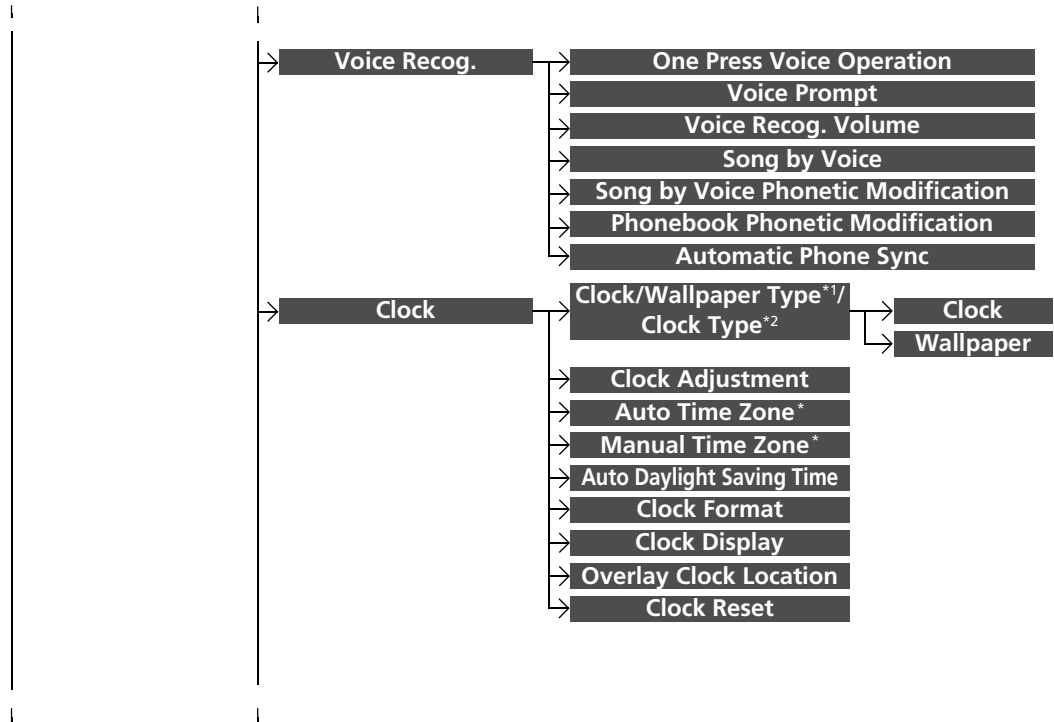 Voice Recog.
One Press Voice Operation
Voice Prompt
Voice Recog. Volume
Song by Voice
Song by Voice Phonetic Modification
Phonebook Phonetic Modification
Automatic Phone Sync
Clock
Clock/Wallpaper Type*1/
Clock Type*2
Clock
Wallpaper
Clock Adjustment
Auto Time Zone*
Manual Time Zone*
Auto Daylight Saving Time
Clock Format
Clock Display
Overlay Clock Location
Clock Reset